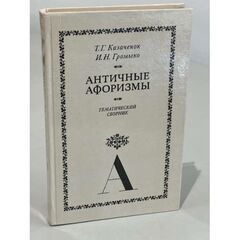 Т.Г. Казаченок
И.Н. Громыко
АНТИЧНЫЕ
АФОРИЗМЫ
ТЕМАТИЧЕСКИЙ
СБОРНИК
А